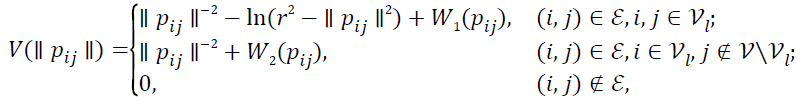 ‖ p_{ij} ‖^{-2} − ln(r^2 − ‖ p_{ij} ‖^2) + W_1(p_{ij}), (i, j) ∈ ℰ, i, j ∈ 𝒱_l;
V(‖ p_{ij} ‖) = { ‖ p_{ij} ‖^{-2} + W_2(p_{ij}), (i, j) ∈ ℰ, i ∈ 𝒱_l, j ∉ 𝒱\𝒱_l;
0, (i, j) ∉ ℰ,